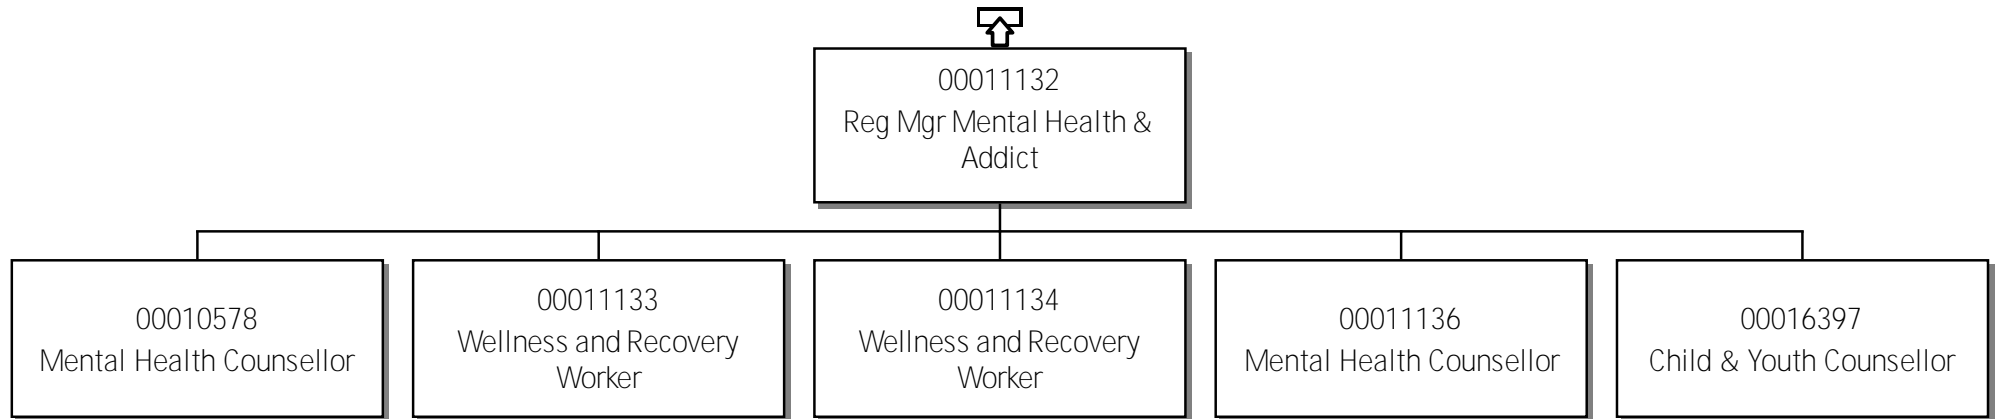 00011132
Reg Mgr Mental Health &
Addict
00010578
Mental Health Counsellor
00011133
Wellness and Recovery
Worker
00011134
Wellness and Recovery
Worker
00011136
Mental Health Counsellor
00016397
Child & Youth Counsellor